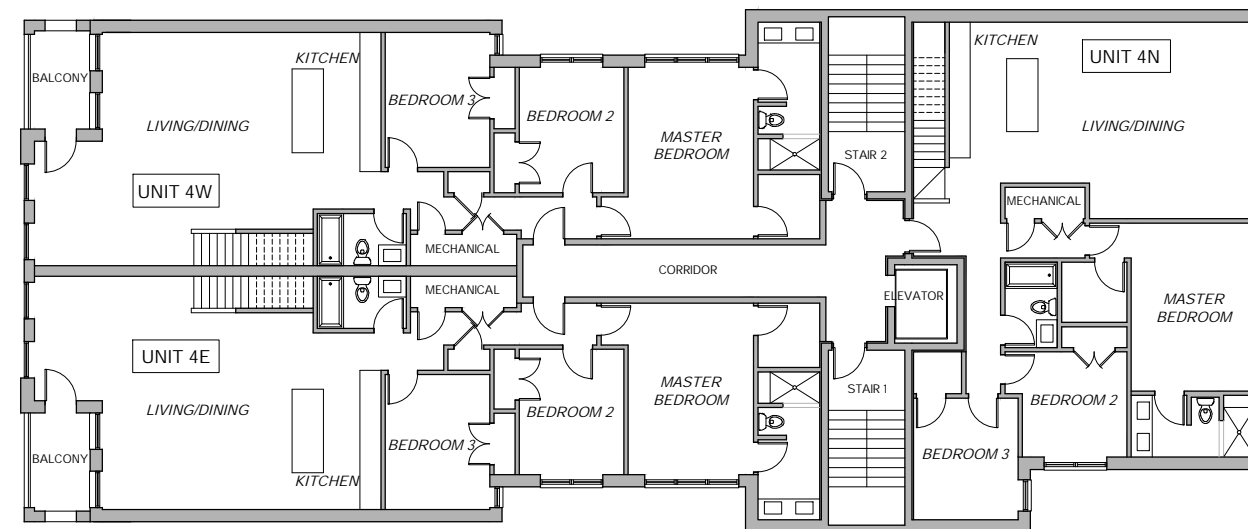 BALCONY
LIVING/DINING
KITCHEN
BEDROOM 3
BEDROOM 2
MASTER
BEDROOM
UNIT 4W
MECHANICAL
STAIR 2
KITCHEN
UNIT 4N
LIVING/DINING
MECHANICAL
CORRIDOR
ELEVATOR
MASTER
BEDROOM
MECHANICAL
UNIT 4E
LIVING/DINING
BALCONY
KITCHEN
BEDROOM 3
BEDROOM 2
MASTER
BEDROOM
STAIR 1
BEDROOM 3
BEDROOM 2